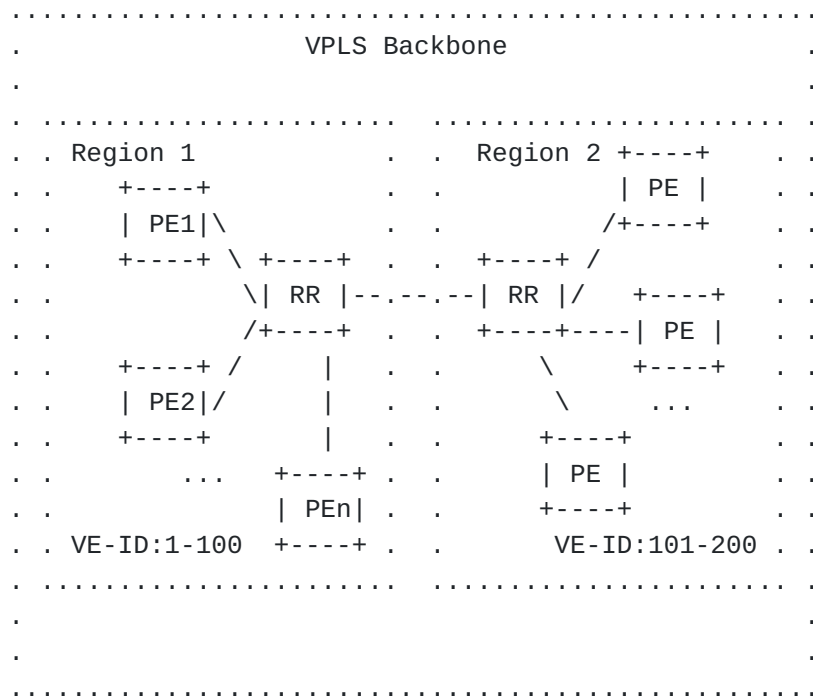 VPLS Backbone
Region 1 Region 2
PE
PE1
RR RR
PE
PE2 ...
... PE
PEn
VE-ID:1-100 VE-ID:101-200